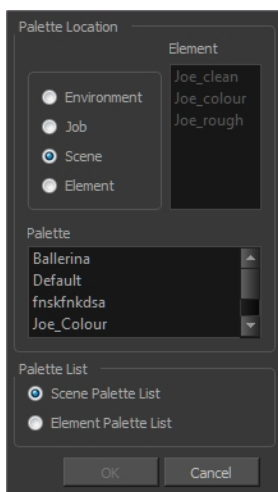 Palette Location
Element
Joe_clean
Joe_colour
Joe_rough
Environment
Job
Scene
Element
Palette
Ballerina
Default
fnskfnkdsa
Joe_Colour
Palette List
Scene Palette List
Element Palette List
OK
Cancel